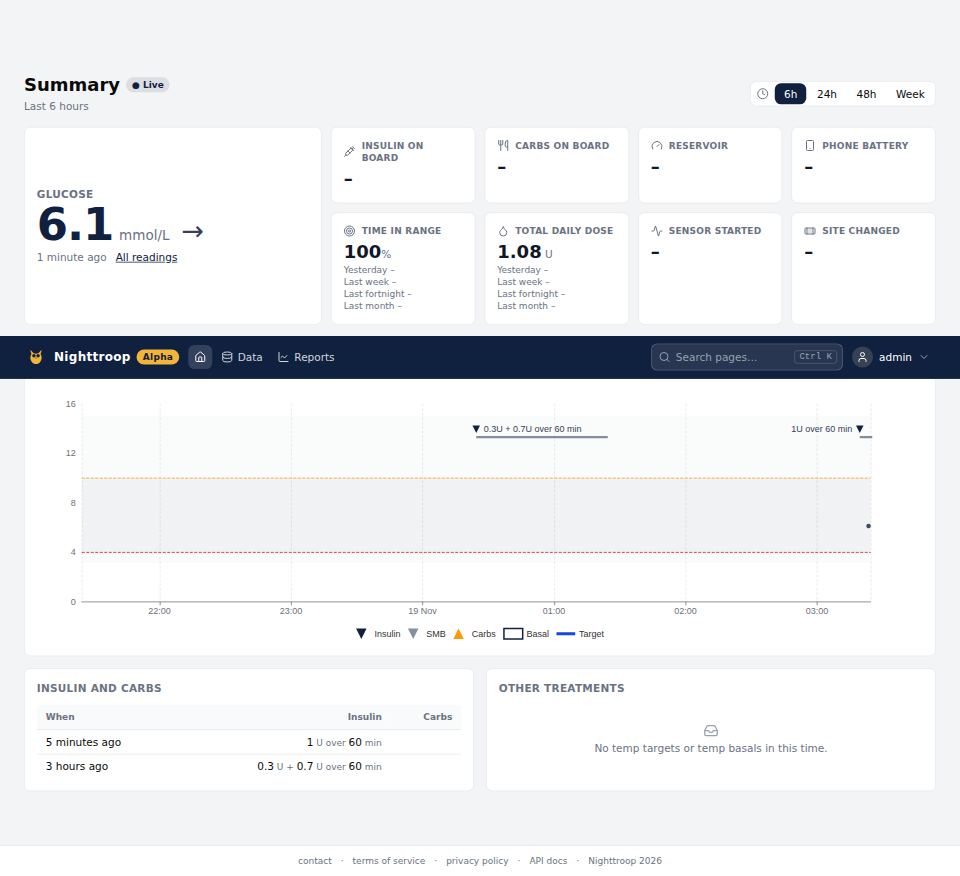 Summary ● Live
Last 6 hours
6h 24h 48h Week
GLUCOSE
6.1 mmol/L →
1 minute ago All readings
INSULIN ON BOARD
–
CARBS ON BOARD
–
RESERVOIR
–
PHONE BATTERY
–
TIME IN RANGE
100%
Yesterday –
Last week –
Last fortnight –
Last month –
TOTAL DAILY DOSE
1.08 U
Yesterday –
Last week –
Last fortnight –
Last month –
SENSOR STARTED
–
SITE CHANGED
–
Nighttroop Alpha Data Reports Search pages... Ctrl K admin
16
12
8
4
0
0.3U + 0.7U over 60 min
1U over 60 min
22:00 23:00 19 Nov 01:00 02:00 03:00
Insulin SMB Carbs Basal Target
INSULIN AND CARBS
When Insulin Carbs
5 minutes ago 1 U over 60 min
3 hours ago 0.3 U + 0.7 U over 60 min
OTHER TREATMENTS
No temp targets or temp basals in this time.
contact · terms of service · privacy policy · API docs · Nighttroop 2026